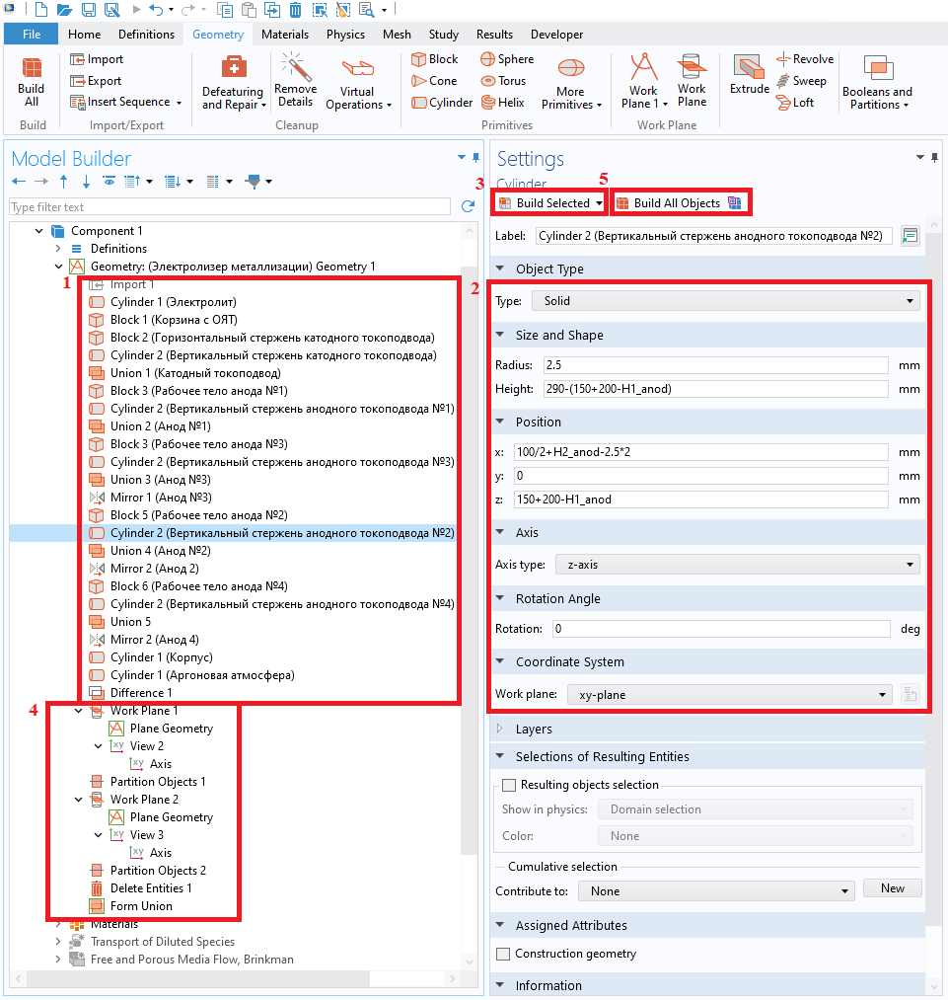 File Home Definitions Geometry Materials Physics Mesh Study Results Developer
Build All
Import
Export
Insert Sequence
Defeaturing and Repair
Remove Details
Virtual Operations
Block
Cone
Cylinder
Sphere
Torus
Helix
More Primitives
Work Plane 1
Work Plane
Extrude
Revolve
Sweep
Loft
Booleans and Partitions
Build Import/Export Cleanup Primitives Work Plane
Model Builder
Type filter text
Component 1
Definitions
Geometry: (Электролизер металлизации) Geometry 1
1
Import 1
Cylinder 1 (Электролит)
Block 1 (Корзина с ОЯТ)
Block 2 (Горизонтальный стержень катодного токоподвода)
Cylinder 2 (Вертикальный стержень катодного токоподвода)
Union 1 (Катодный токоподвод)
Block 3 (Рабочее тело анода №1)
Cylinder 2 (Вертикальный стержень анодного токоподвода №1)
Union 2 (Анод №1)
Block 3 (Рабочее тело анода №3)
Cylinder 2 (Вертикальный стержень анодного токоподвода №3)
Union 3 (Анод №3)
Mirror 1 (Анод №3)
Block 5 (Рабочее тело анода №2)
Cylinder 2 (Вертикальный стержень анодного токоподвода №2)
Union 4 (Анод №2)
Mirror 2 (Анод 2)
Block 6 (Рабочее тело анода №4)
Cylinder 2 (Вертикальный стержень анодного токоподвода №4)
Union 5
Mirror 2 (Анод 4)
Cylinder 1 (Корпус)
Cylinder 1 (Аргоновая атмосфера)
Difference 1
4
Work Plane 1
Plane Geometry
View 2
Axis
Partition Objects 1
Work Plane 2
Plane Geometry
View 3
Axis
Partition Objects 2
Delete Entities 1
Form Union
Materials
Transport of Diluted Species
Free and Porous Media Flow, Brinkman
Settings
Cylinder
3 5
Build Selected Build All Objects
Label: Cylinder 2 (Вертикальный стержень анодного токоподвода №2)
Object Type
2
Type: Solid
Size and Shape
Radius: 2.5 mm
Height: 290-(150+200-H1_anod) mm
Position
x: 100/2+H2_anod-2.5*2 mm
y: 0 mm
z: 150+200-H1_anod mm
Axis
Axis type: z-axis
Rotation Angle
Rotation: 0 deg
Coordinate System
Work plane: xy-plane
Layers
Selections of Resulting Entities
Resulting objects selection
Show in physics: Domain selection
Color: None
Cumulative selection
Contribute to: None New
Assigned Attributes
Construction geometry
Information